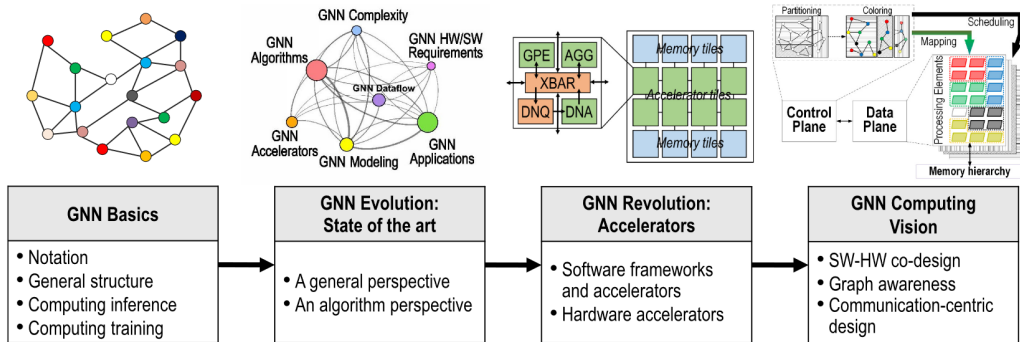 GNN Complexity
GNN
Algorithms
GNN HW/SW
Requirements
GNN Dataflow
GNN
Accelerators
GNN Modeling
GNN
Applications
GPE
AGG
XBAR
DNQ
DNA
Memory tiles
Accelerator tiles
Memory tiles
Partitioning
Coloring
Scheduling
Mapping
Control
Plane
Data
Plane
Processing Elements
Memory hierarchy
GNN Basics
• Notation
• General structure
• Computing inference
• Computing training
GNN Evolution:
State of the art
• A general perspective
• An algorithm perspective
GNN Revolution:
Accelerators
• Software frameworks
and accelerators
• Hardware accelerators
GNN Computing
Vision
• SW-HW co-design
• Graph awareness
• Communication-centric
design